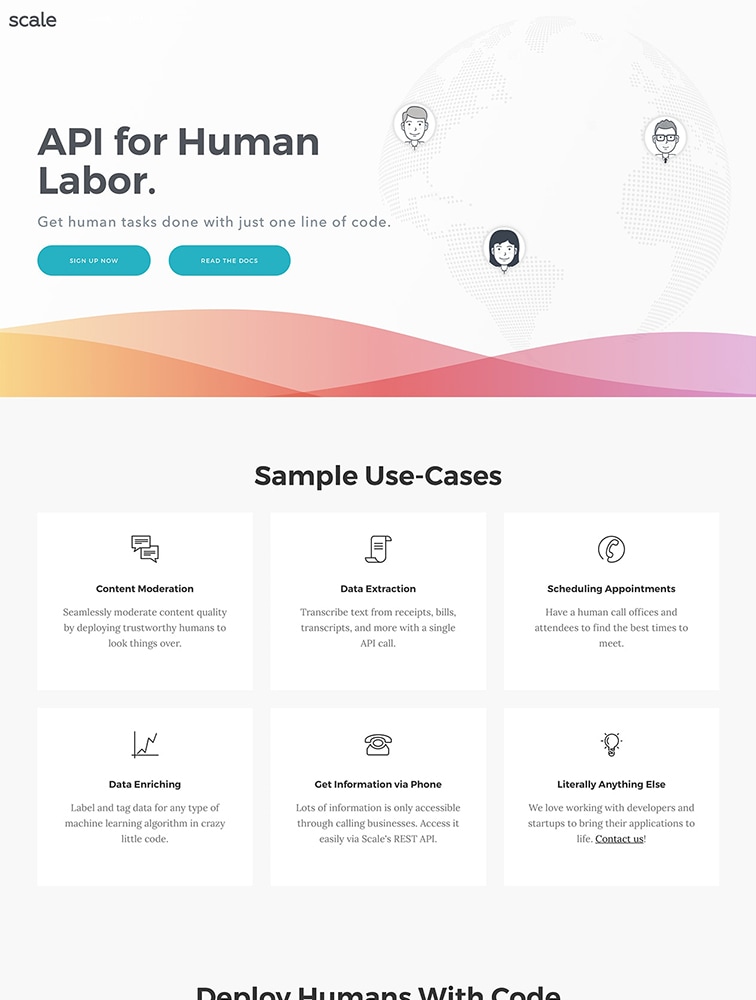 scale
API for Human
Labor.
Get human tasks done with just one line of code.
SIGN UP NOW
READ THE DOCS
Sample Use-Cases
Content Moderation
Seamlessly moderate content quality
by deploying trustworthy humans to
look things over.
Data Extraction
Transcribe text from receipts, bills,
transcripts, and more with a single
API call.
Scheduling Appointments
Have a human call offices and
attendees to find the best times to
meet.
Data Enriching
Label and tag data for any type of
machine learning algorithm in crazy
little code.
Get Information via Phone
Lots of information is only accessible
through calling businesses. Access it
easily via Scale's REST API.
Literally Anything Else
We love working with developers and
startups to bring their applications to
life. Contact us!
Deploy Humans With Code